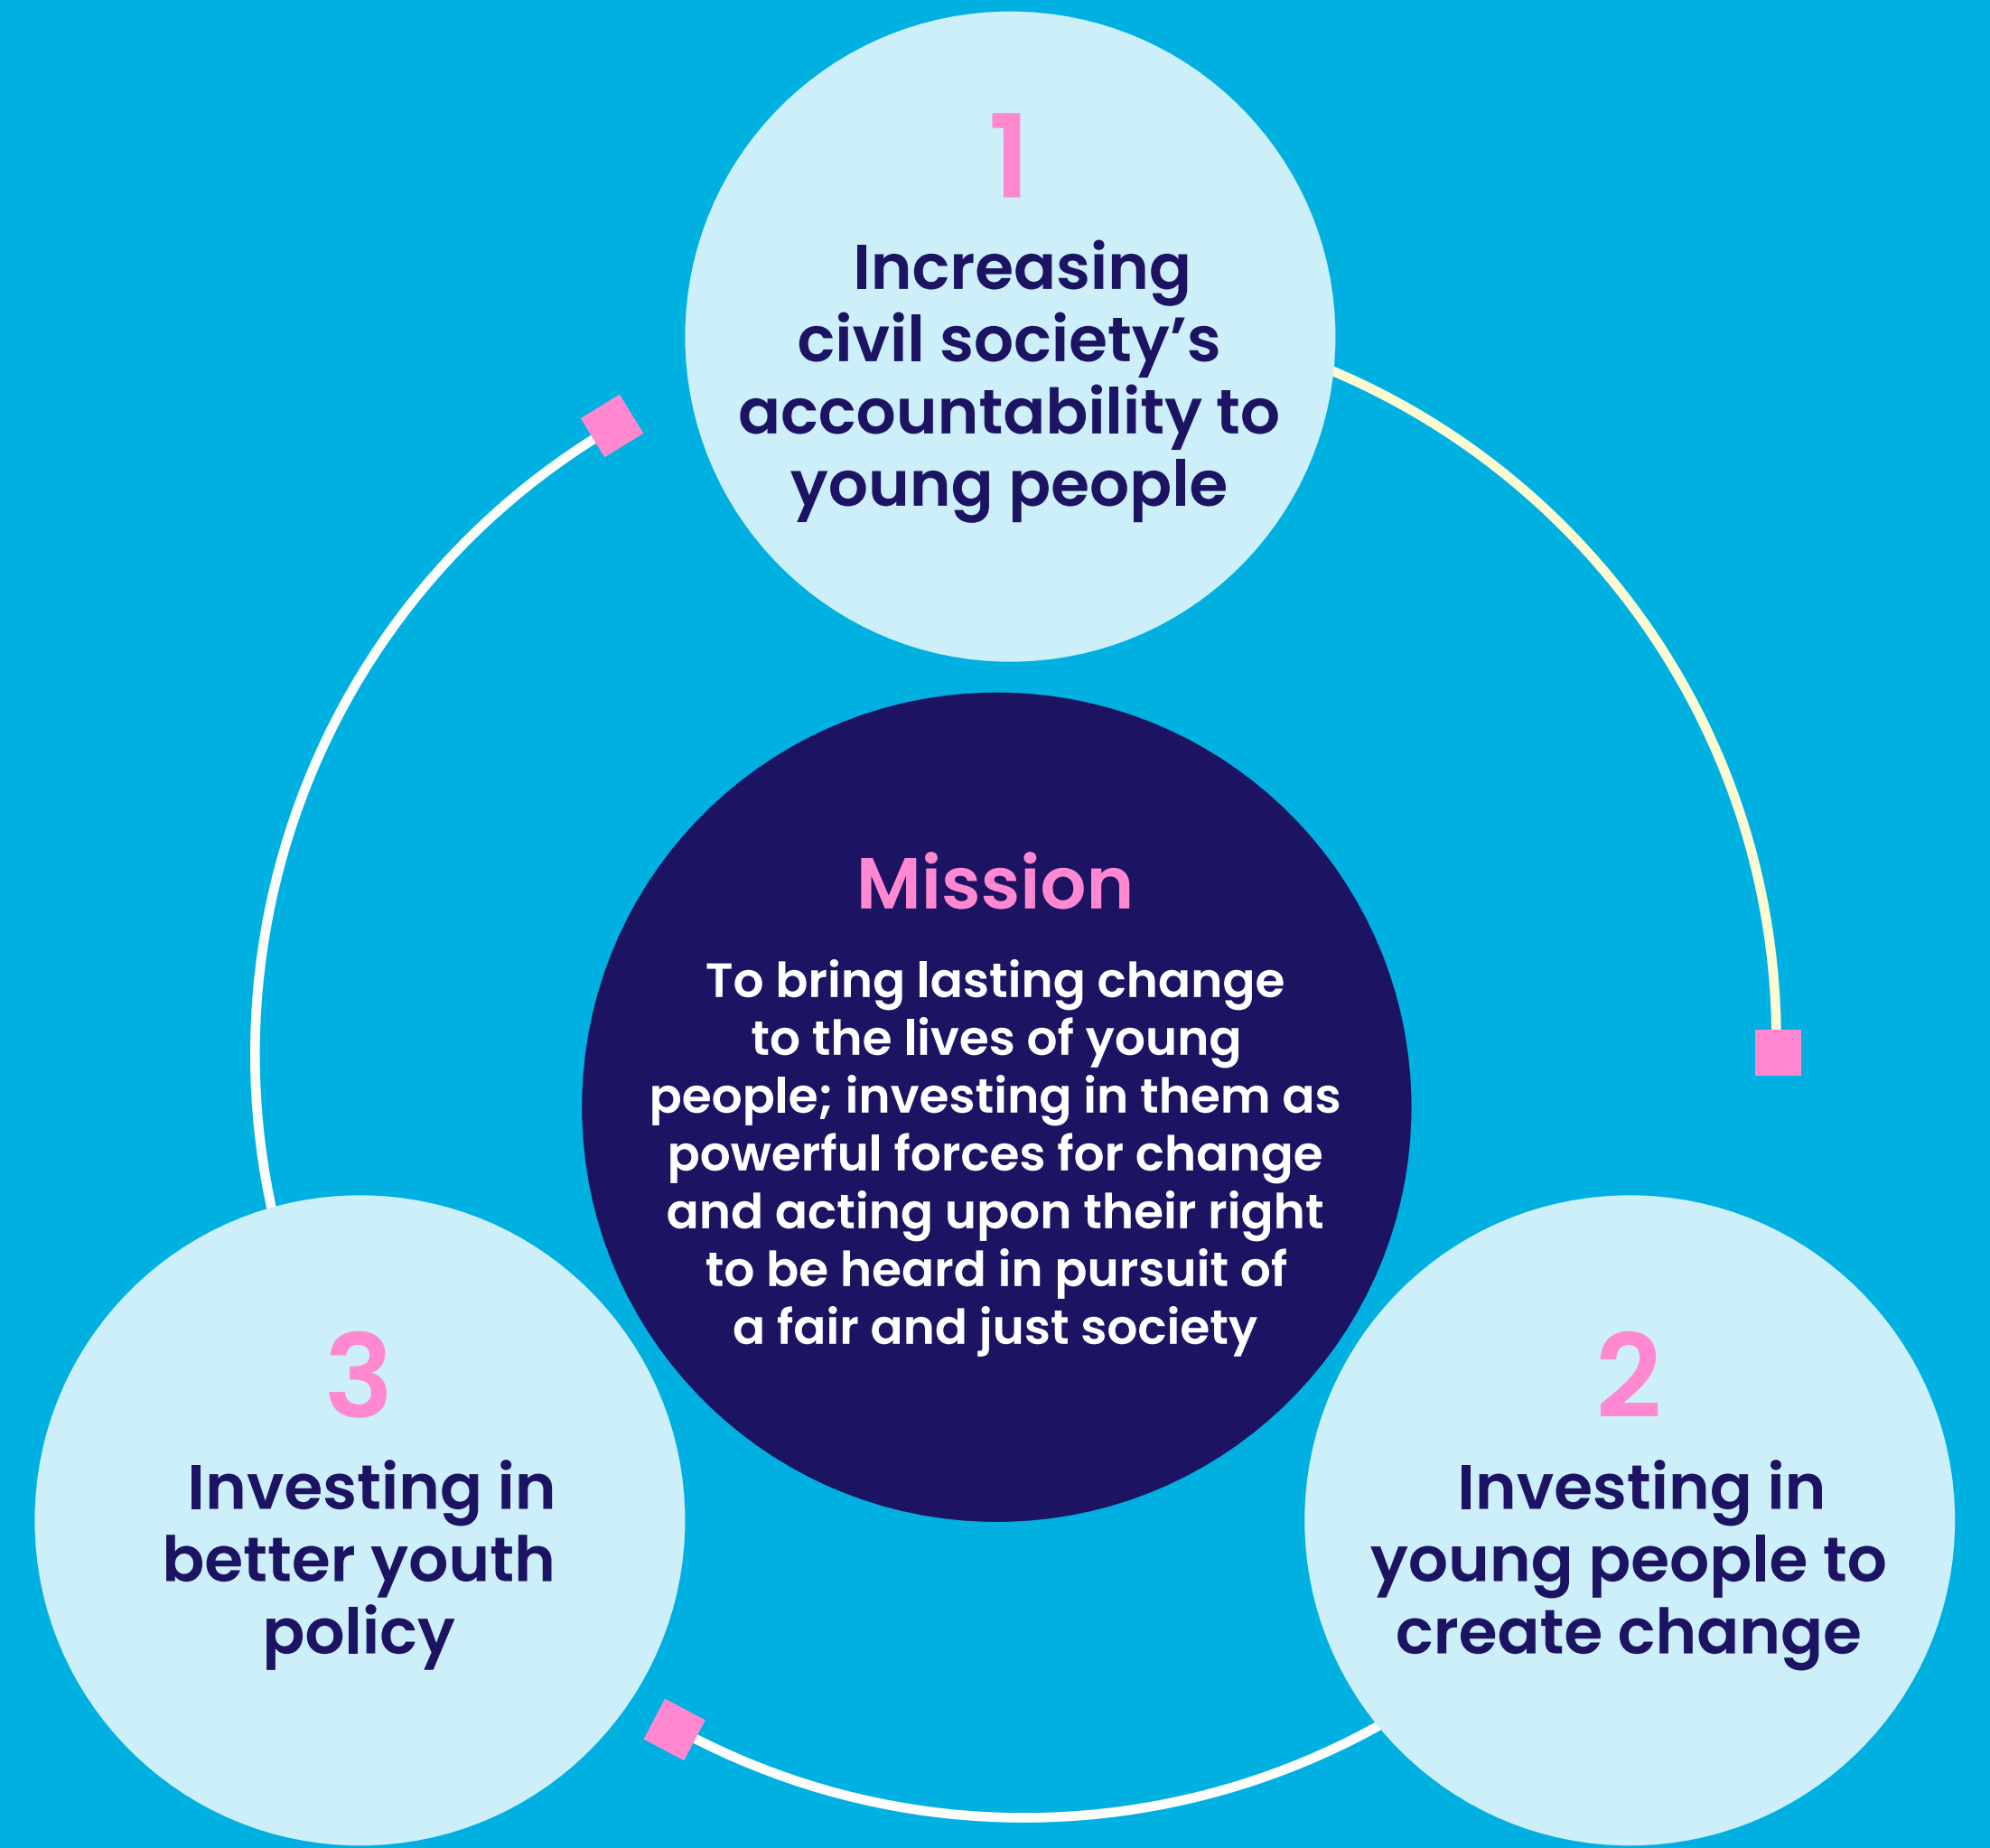 1
Increasing
civil society’s
accountability to
young people
Mission
To bring lasting change
to the lives of young
people; investing in them as
powerful forces for change
and acting upon their right
to be heard in pursuit of
a fair and just society
2
Investing in
young people to
create change
3
Investing in
better youth
policy